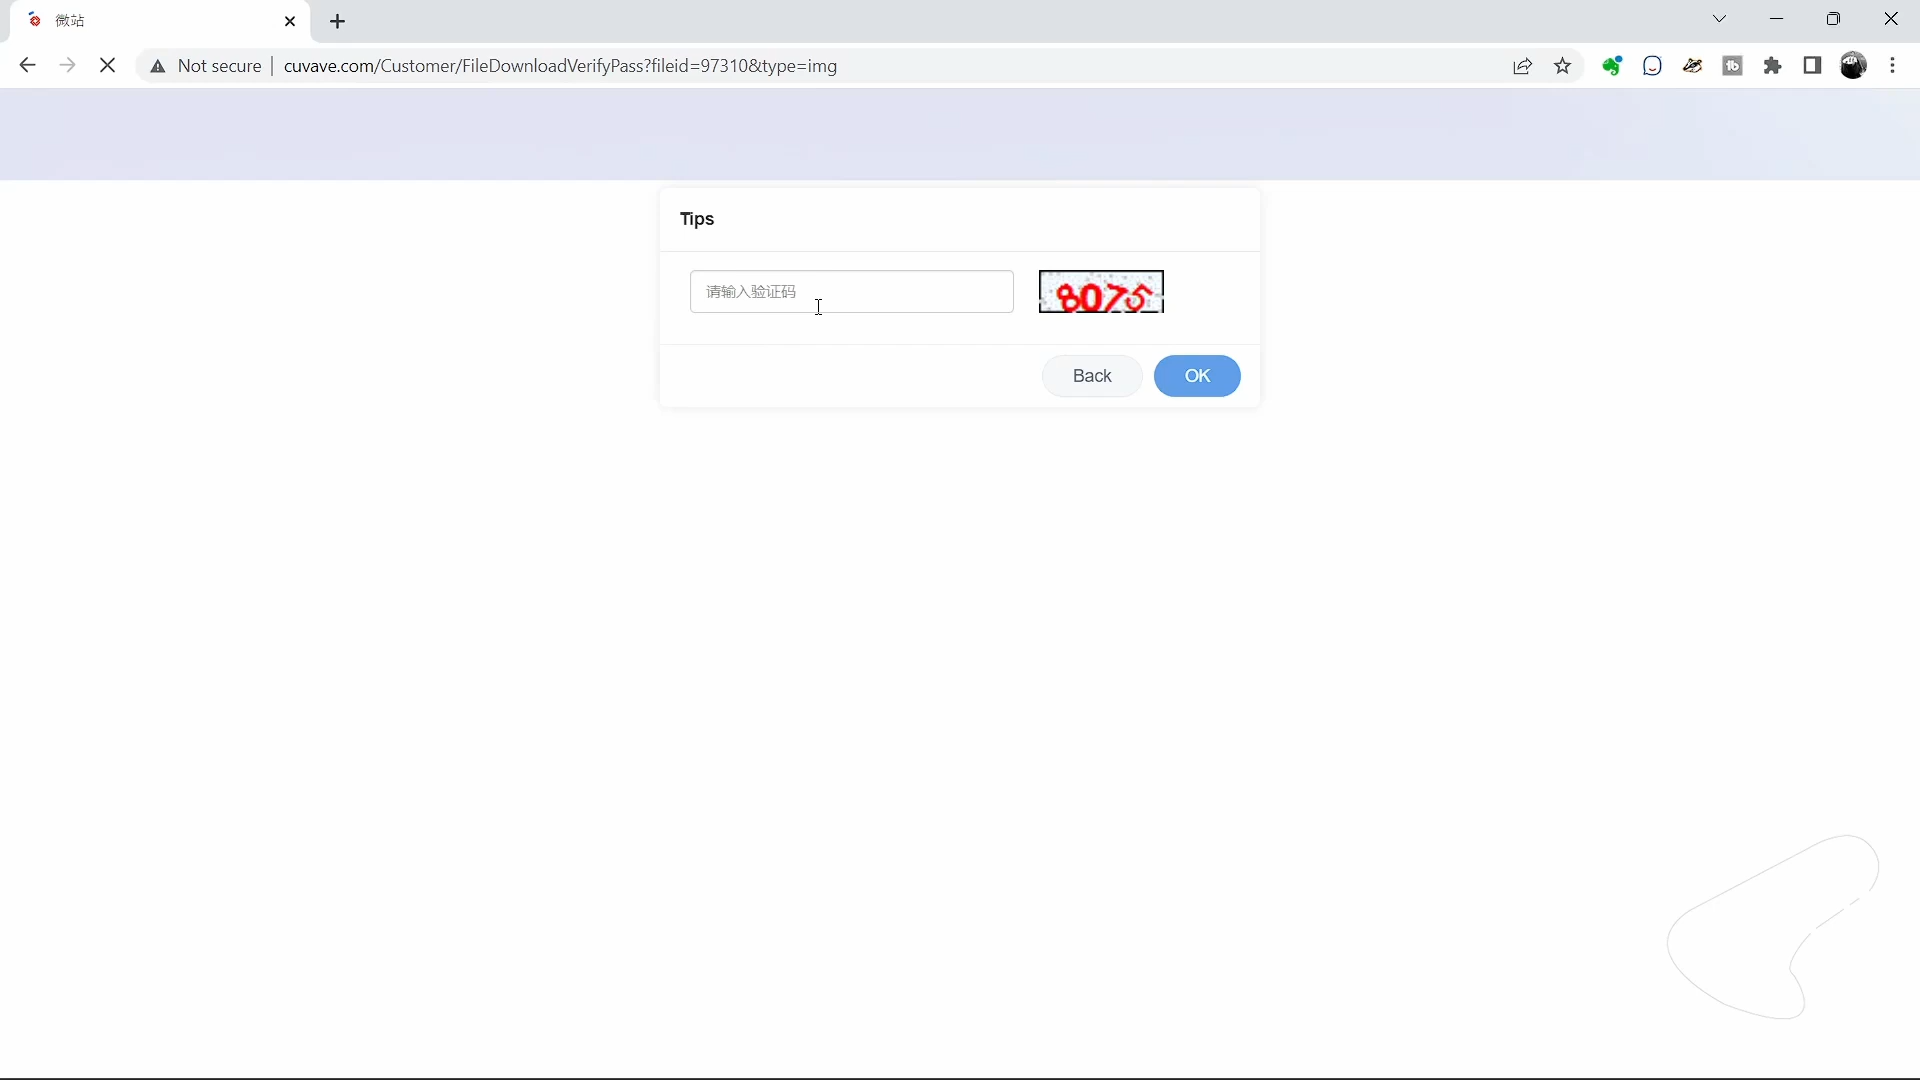 微站
Not secure
cuvave.com/Customer/FileDownloadVerifyPass?fileid=97310&type=img
Tips
请输入验证码
8075
Back
OK